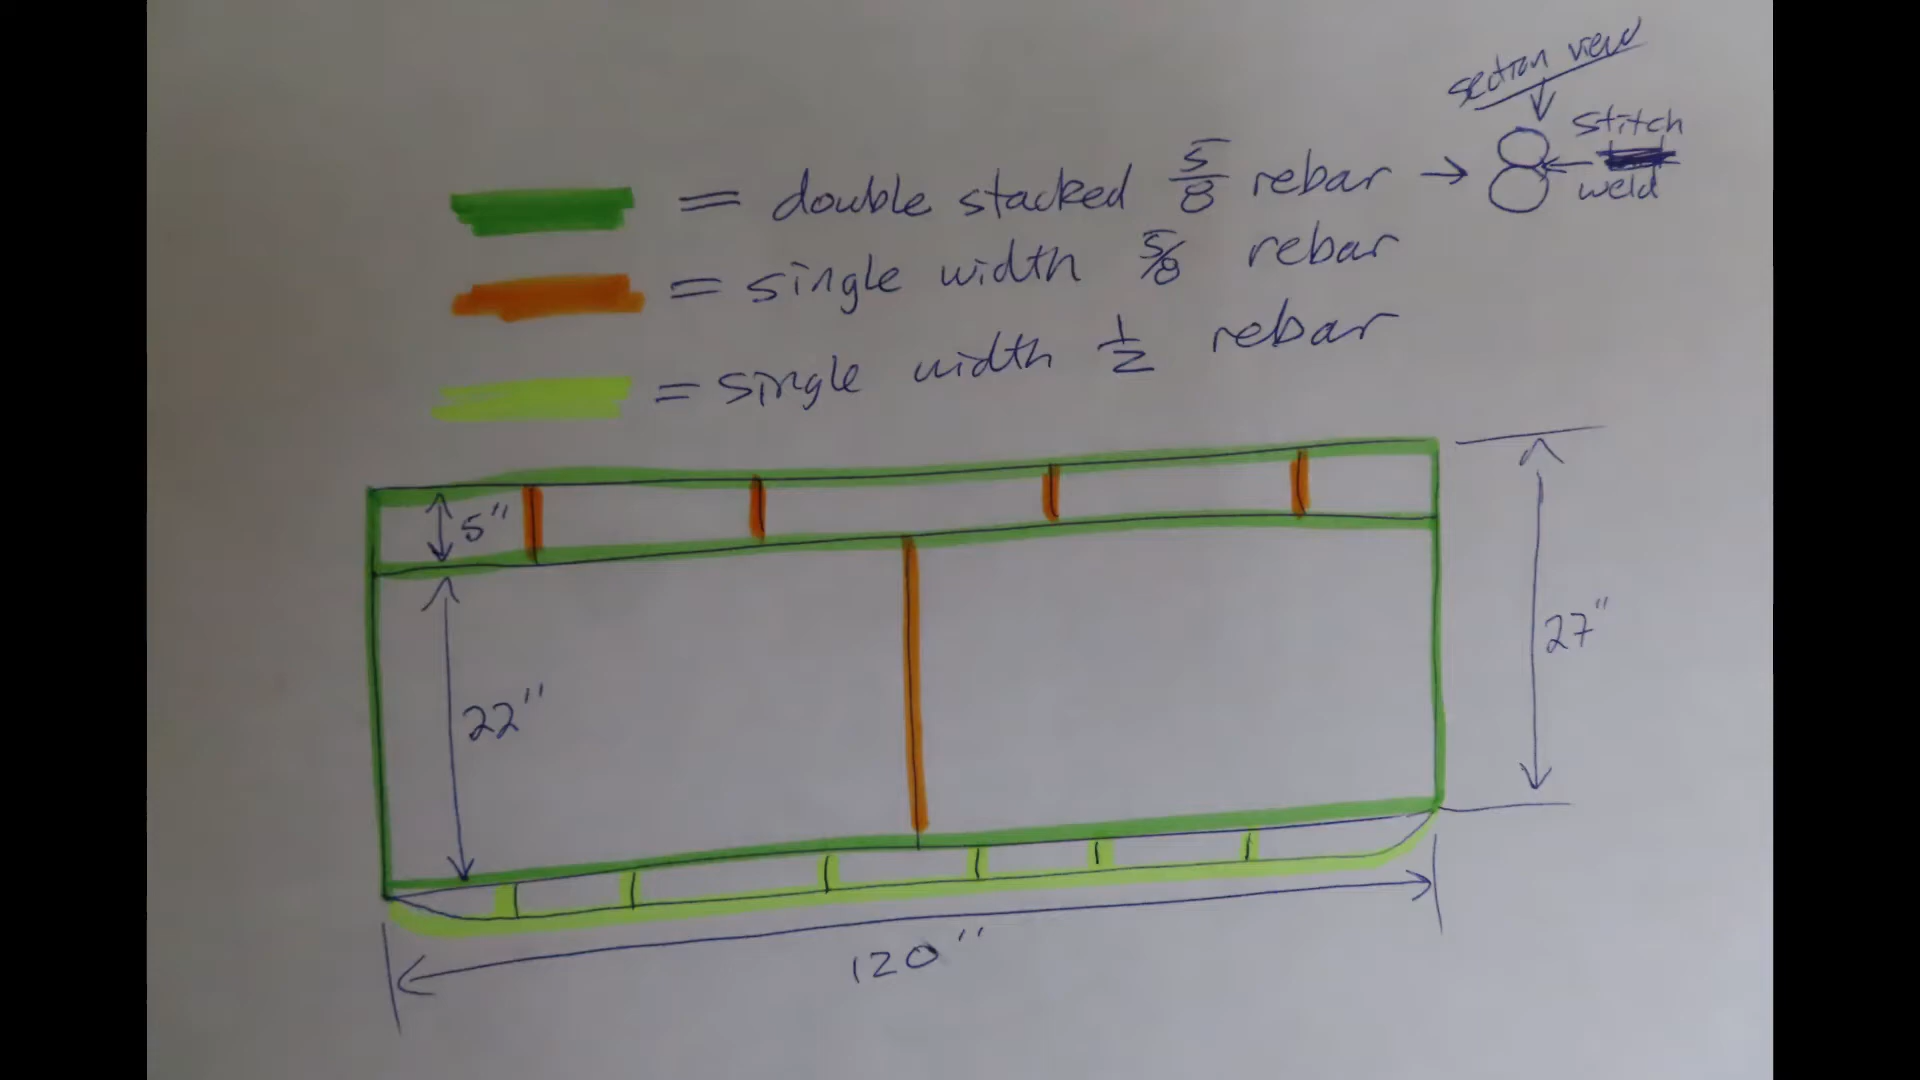 section view
stitch
weld
= double stacked 5/8 rebar →
= single width 5/8 rebar
= single width 1/2 rebar
5"
22"
27"
120"